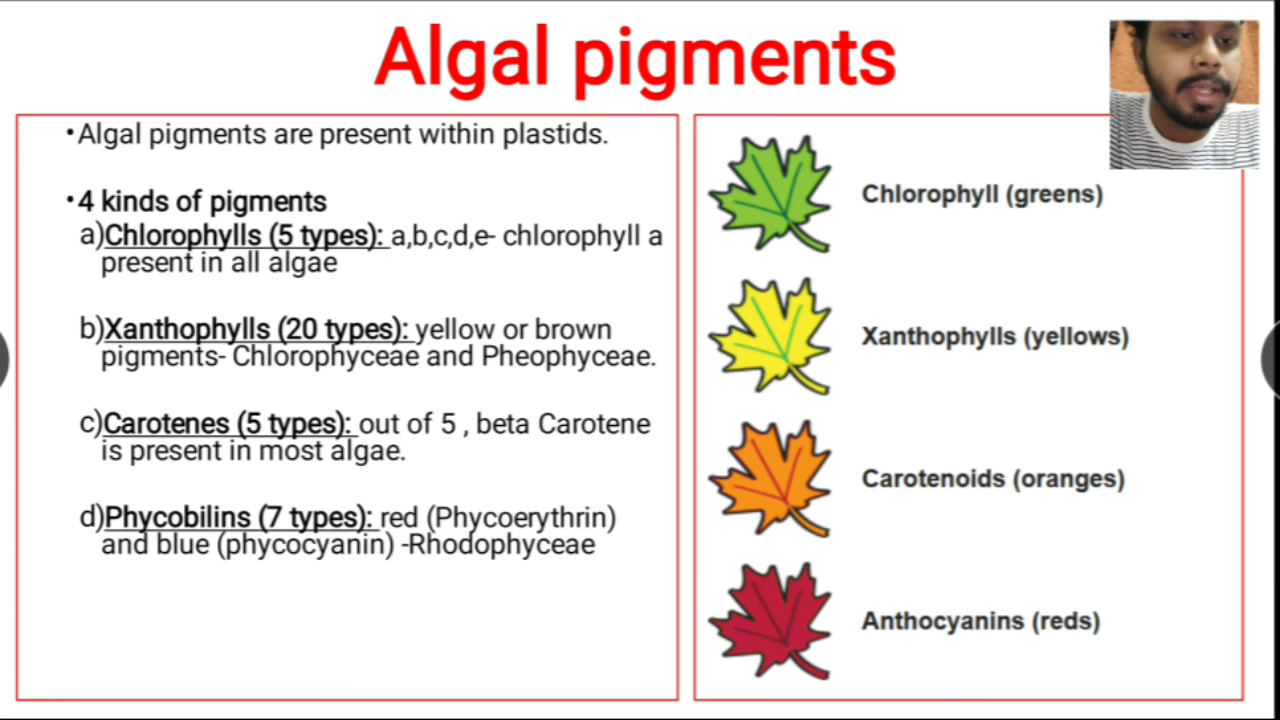 Algal pigments
•Algal pigments are present within plastids.
•4 kinds of pigments
a)Chlorophylls (5 types): a,b,c,d,e- chlorophyll a
present in all algae
b)Xanthophylls (20 types): yellow or brown
pigments- Chlorophyceae and Pheophyceae.
c)Carotenes (5 types): out of 5 , beta Carotene
is present in most algae.
d)Phycobilins (7 types): red (Phycoerythrin)
and blue (phycocyanin) -Rhodophyceae
Chlorophyll (greens)
Xanthophylls (yellows)
Carotenoids (oranges)
Anthocyanins (reds)